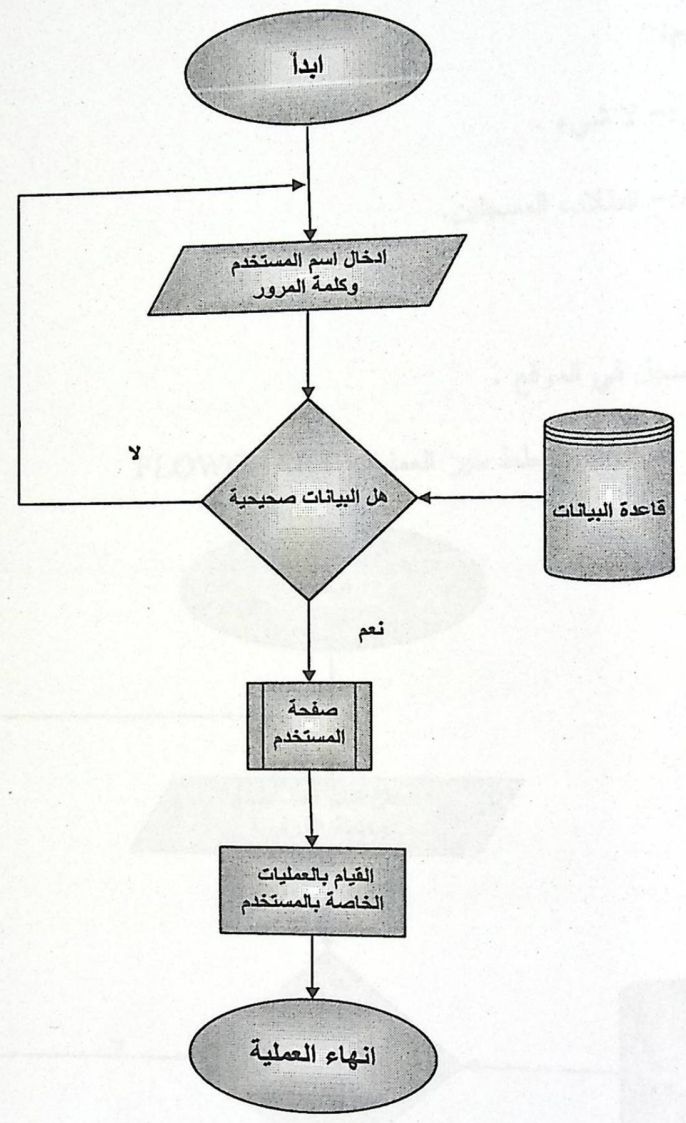 ابدأ
ادخال اسم المستخدم
وكلمة المرور
لا
هل البيانات صحيحية
قاعدة البيانات
نعم
صفحة
المستخدم
القيام بالعمليات
الخاصة بالمستخدم
انهاء العملية